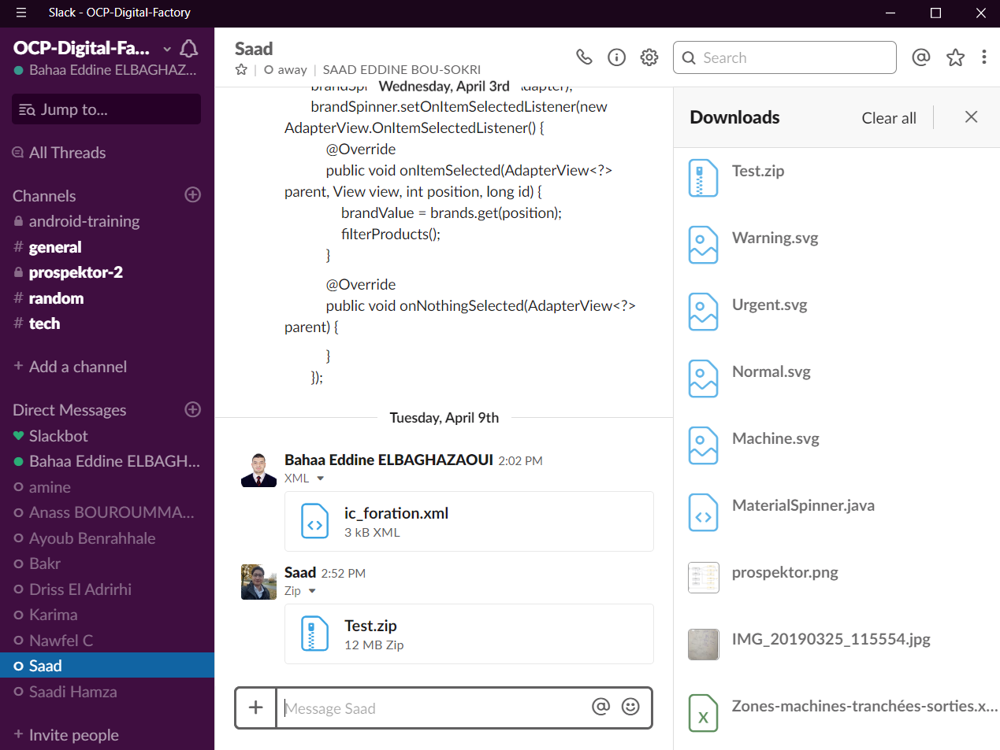 Slack - OCP-Digital-Factory
OCP-Digital-Fa...
Bahaa Eddine ELBAGHAZ...
Jump to...
All Threads
Channels
android-training
# general
prospektor-2
# random
# tech
+ Add a channel
Direct Messages
Slackbot
Bahaa Eddine ELBAGH...
amine
Anass BOUROUMMA...
Ayoub Benrahhale
Bakr
Driss El Adrirhi
Karima
Nawfel C
Saad
Saadi Hamza
+ Invite people
Saad
away | SAAD EDDINE BOU-SOKRI
Search
Wednesday, April 3rd
brandSpinner.setOnItemSelectedListener(new
AdapterView.OnItemSelectedListener() {
@Override
public void onItemSelected(AdapterView<?>
parent, View view, int position, long id) {
brandValue = brands.get(position);
filterProducts();
}
@Override
public void onNothingSelected(AdapterView<?>
parent) {
}
});
Tuesday, April 9th
Bahaa Eddine ELBAGHAZAOUI 2:02 PM
XML
ic_foration.xml
3 kB XML
Saad 2:52 PM
Zip
Test.zip
12 MB Zip
Message Saad
Downloads
Clear all
Test.zip
Warning.svg
Urgent.svg
Normal.svg
Machine.svg
MaterialSpinner.java
prospektor.png
IMG_20190325_115554.jpg
Zones-machines-tranchées-sorties.x...